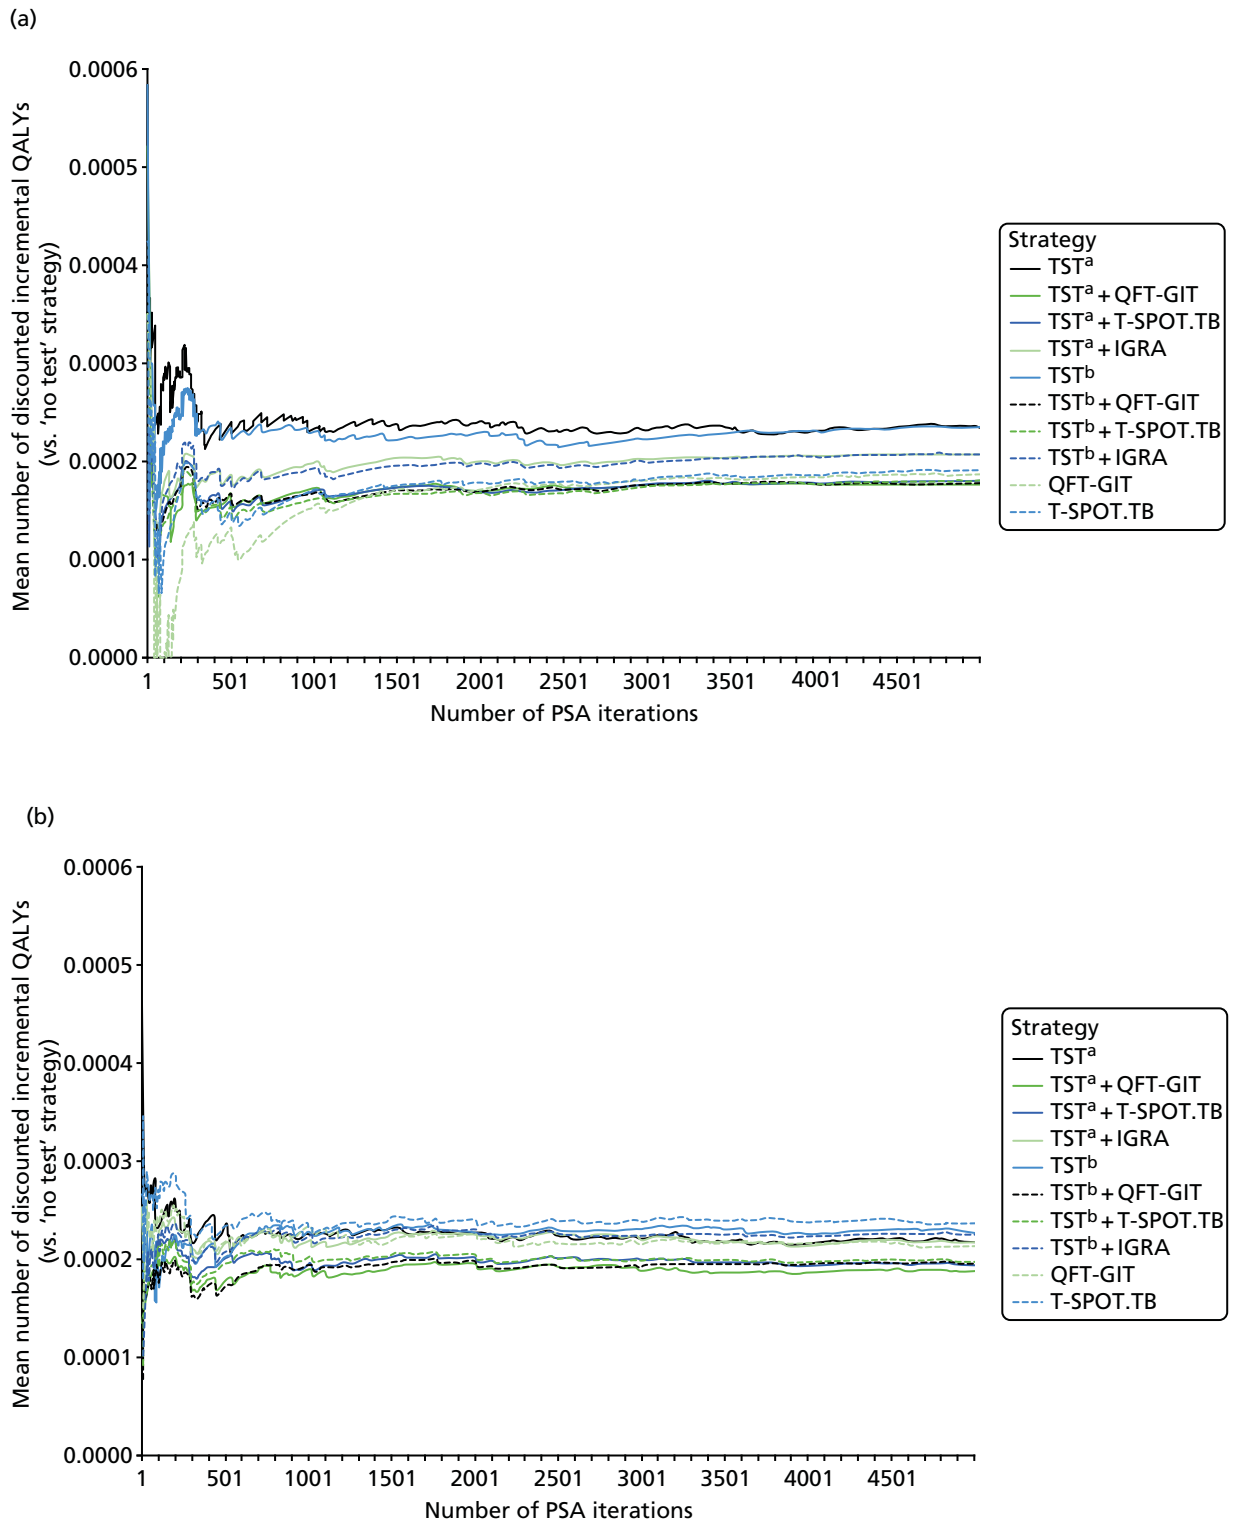 (a)
Mean number of discounted incremental QALYs
(vs. ‘no test’ strategy)
0.0006
0.0005
0.0004
0.0003
0.0002
0.0001
0.0000
1
501
1001
1501
2001
2501
3001
3501
4001
4501
Number of PSA iterations
Strategy
TSTa
TSTa + QFT-GIT
TSTa + T-SPOT.TB
TSTa + IGRA
TSTb
TSTb + QFT-GIT
TSTb + T-SPOT.TB
TSTb + IGRA
QFT-GIT
T-SPOT.TB
(b)
Mean number of discounted incremental QALYs
(vs. ‘no test’ strategy)
0.0006
0.0005
0.0004
0.0003
0.0002
0.0001
0.0000
1
501
1001
1501
2001
2501
3001
3501
4001
4501
Number of PSA iterations
Strategy
TSTa
TSTa + QFT-GIT
TSTa + T-SPOT.TB
TSTa + IGRA
TSTb
TSTb + QFT-GIT
TSTb + T-SPOT.TB
TSTb + IGRA
QFT-GIT
T-SPOT.TB